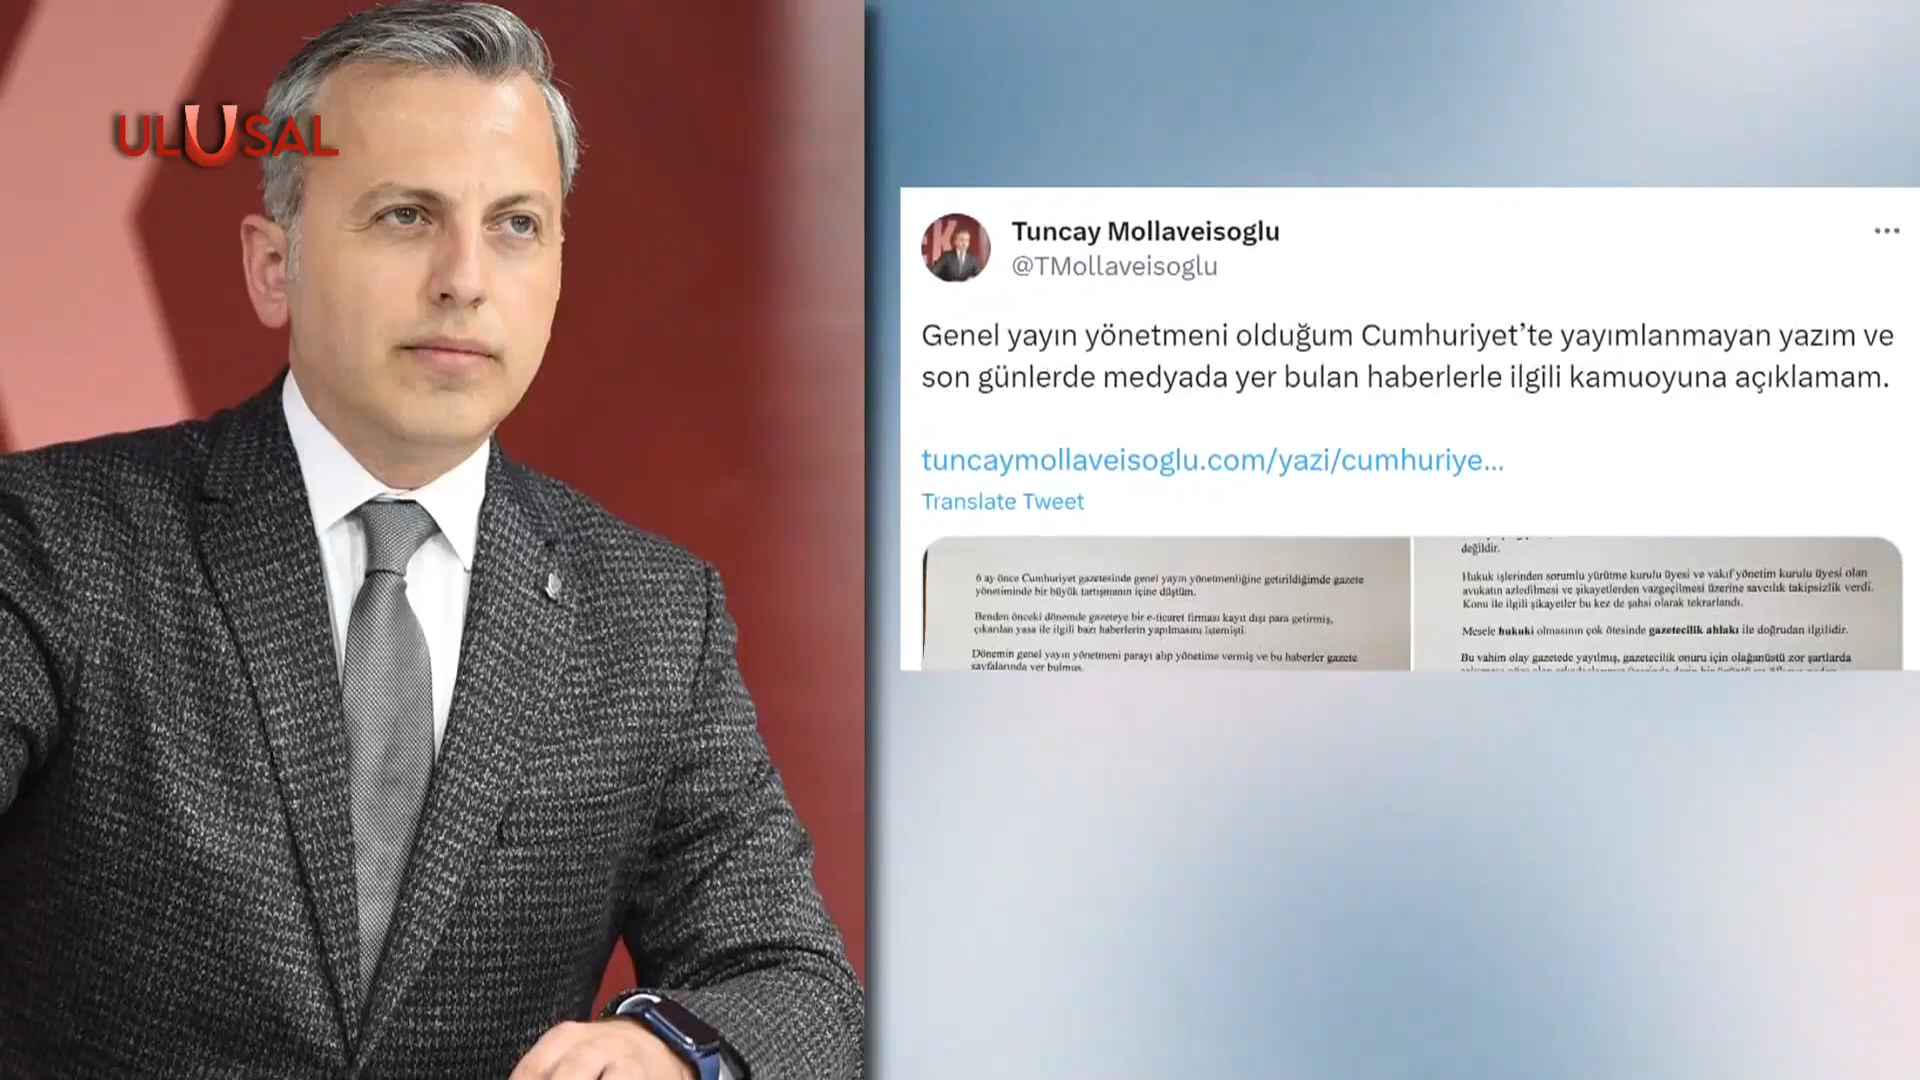 ULUSAL
Tuncay Mollaveisoglu
@TMollaveisoglu
Genel yayın yönetmeni olduğum Cumhuriyet’te yayımlanmayan yazım ve
son günlerde medyada yer bulan haberlerle ilgili kamuoyuna açıklamam.
tuncaymollaveisoglu.com/yazi/cumhuriye...
Translate Tweet
6 ay önce Cumhuriyet gazetesinde genel yayın yönetmenliğine getirildiğimde gazete
yönetiminde bir büyük tartışmanın içine düştüm.
Benden önceki dönemde gazeteye bir e-ticaret firması kayıt dışı para getirmiş,
çıkarılan yasa ile ilgili bazı haberlerin yapılmasını istemişti.
Dönemin genel yayın yönetmeni parayı alıp yönetime vermiş ve bu haberler gazete
sayfalarında yer bulmuş.
değildir.
Hukuk işlerinden sorumlu yürütme kurulu üyesi ve vakıf yönetim kurulu üyesi olan
avukatın azledilmesi ve şikayetlerden vazgeçilmesi üzerine savcılık takipsizlik verdi.
Konu ile ilgili şikayetler bu kez de şahsi olarak tekrarlandı.
Mesele hukuki olmasının çok ötesinde gazetecilik ahlakı ile doğrudan ilgilidir.
Bu vahim olay gazetede yayılmış, gazetecilik onuru için olağanüstü zor şartlarda